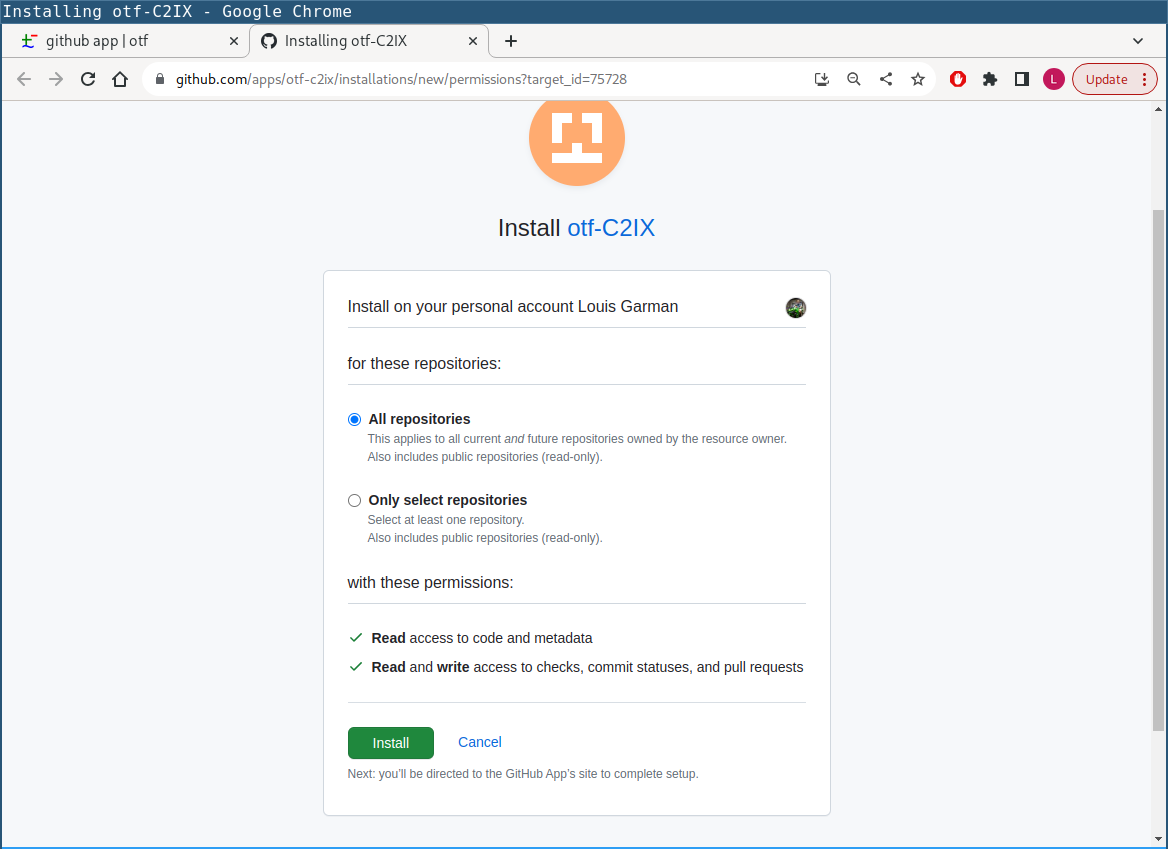 Installing otf-C2IX - Google Chrome
github app | otf
Installing otf-C2IX
github.com/apps/otf-c2ix/installations/new/permissions?target_id=75728
L
Update
Install otf-C2IX
Install on your personal account Louis Garman
for these repositories:
All repositories
This applies to all current and future repositories owned by the resource owner.
Also includes public repositories (read-only).
Only select repositories
Select at least one repository.
Also includes public repositories (read-only).
with these permissions:
Read access to code and metadata
Read and write access to checks, commit statuses, and pull requests
Install
Cancel
Next: you'll be directed to the GitHub App's site to complete setup.